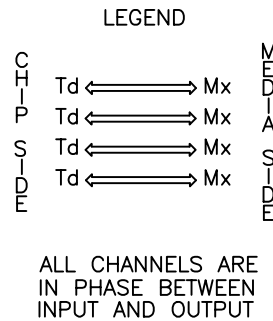 LEGEND
CHIP SIDE
Td Mx
Td Mx
Td Mx
Td Mx
MEDIA SIDE
ALL CHANNELS ARE
IN PHASE BETWEEN
INPUT AND OUTPUT